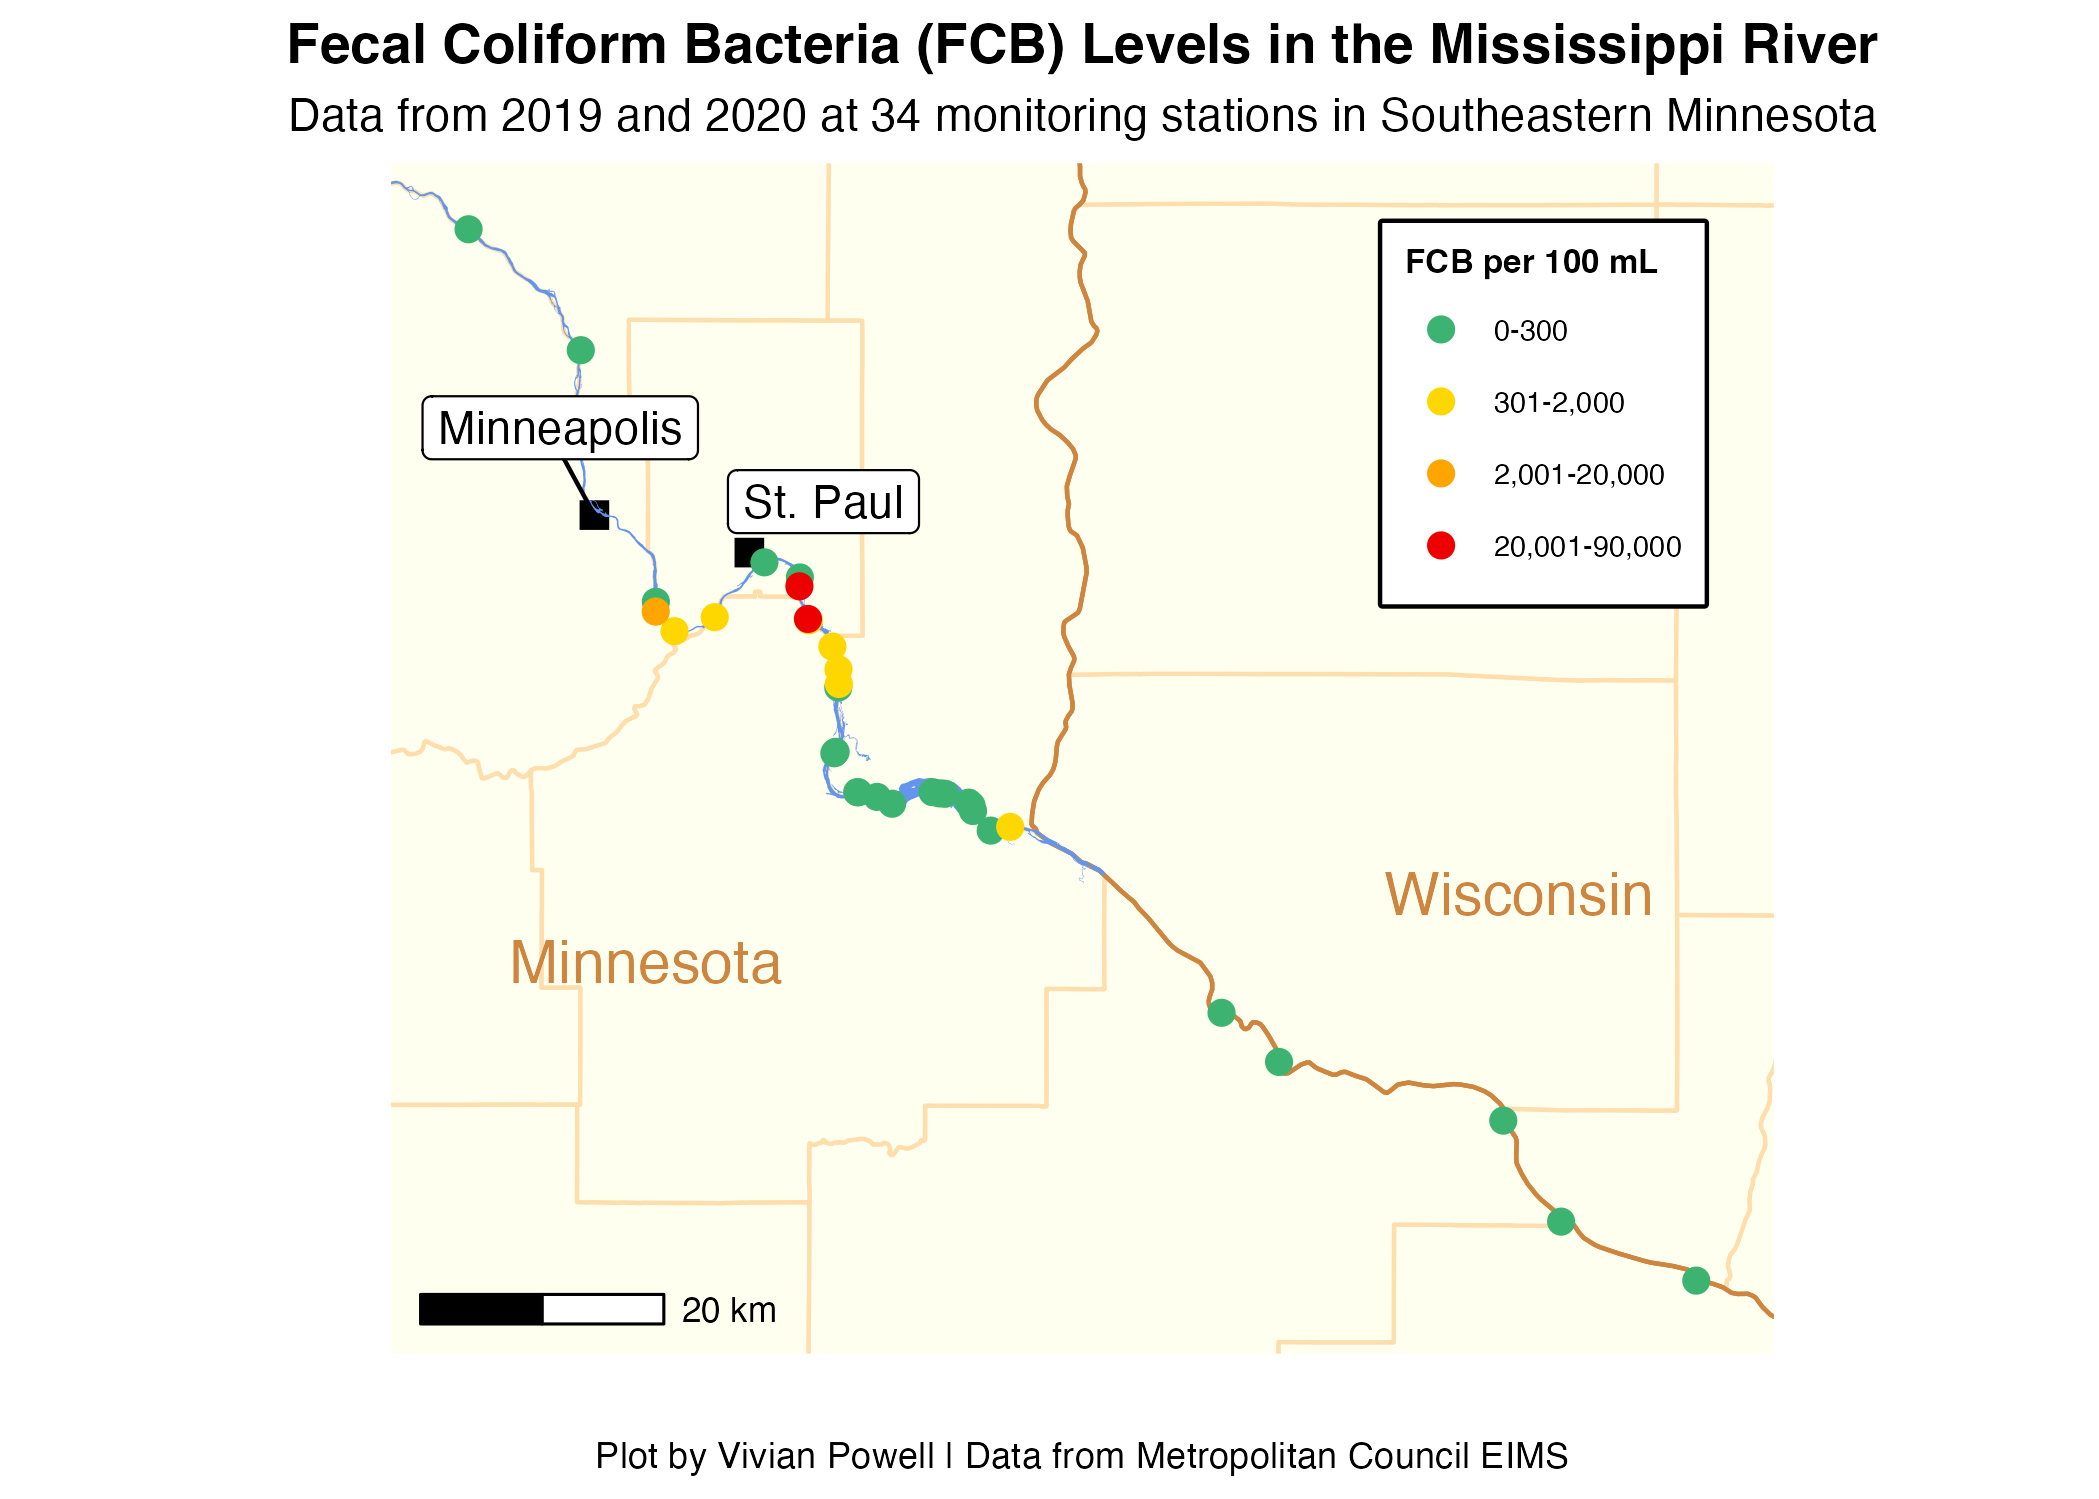 Fecal Coliform Bacteria (FCB) Levels in the Mississippi River
Data from 2019 and 2020 at 34 monitoring stations in Southeastern Minnesota
FCB per 100 mL
0-300
301-2,000
2,001-20,000
20,001-90,000
Minneapolis
St. Paul
Wisconsin
Minnesota
20 km
Plot by Vivian Powell | Data from Metropolitan Council EIMS